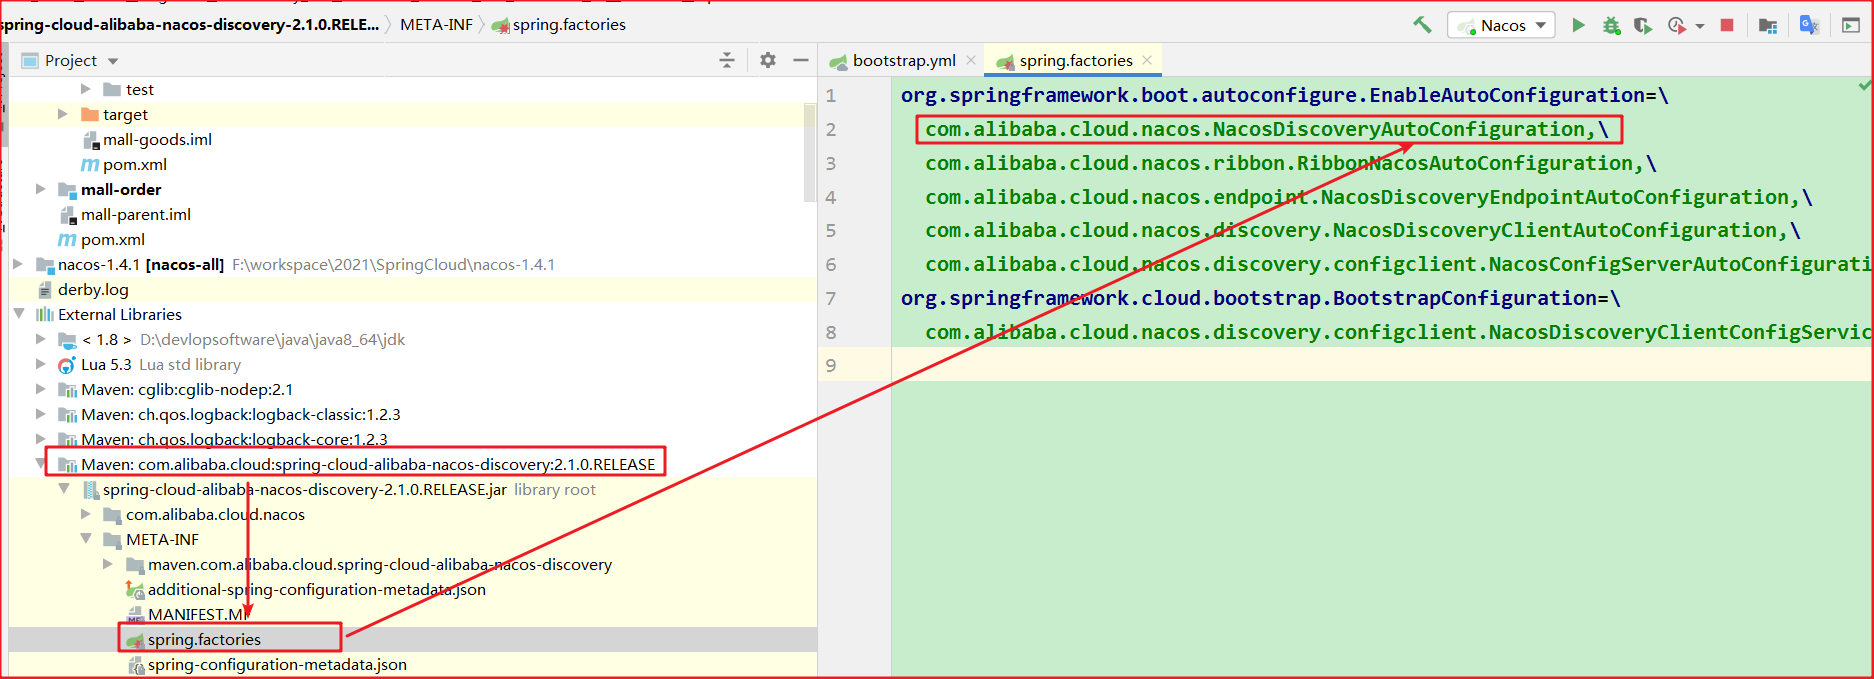 spring-cloud-alibaba-nacos-discovery-2.1.0.RELE... META-INF spring.factories
Nacos
Project
bootstrap.yml
spring.factories
test
target
mall-goods.iml
pom.xml
mall-order
mall-parent.iml
pom.xml
nacos-1.4.1 [nacos-all] F:\workspace\2021\SpringCloud\nacos-1.4.1
derby.log
External Libraries
< 1.8 > D:\devlopsoftware\java\java8_64\jdk
Lua 5.3 Lua std library
Maven: cglib:cglib-nodep:2.1
Maven: ch.qos.logback:logback-classic:1.2.3
Maven: ch.qos.logback:logback-core:1.2.3
Maven: com.alibaba.cloud:spring-cloud-alibaba-nacos-discovery:2.1.0.RELEASE
spring-cloud-alibaba-nacos-discovery-2.1.0.RELEASE.jar library root
com.alibaba.cloud.nacos
META-INF
maven.com.alibaba.cloud.spring-cloud-alibaba-nacos-discovery
additional-spring-configuration-metadata.json
MANIFEST.MF
spring.factories
spring-configuration-metadata.json
1 org.springframework.boot.autoconfigure.EnableAutoConfiguration=\
2 com.alibaba.cloud.nacos.NacosDiscoveryAutoConfiguration,\
3 com.alibaba.cloud.nacos.ribbon.RibbonNacosAutoConfiguration,\
4 com.alibaba.cloud.nacos.endpoint.NacosDiscoveryEndpointAutoConfiguration,\
5 com.alibaba.cloud.nacos.discovery.NacosDiscoveryClientAutoConfiguration,\
6 com.alibaba.cloud.nacos.discovery.configclient.NacosConfigServerAutoConfigurati
7 org.springframework.cloud.bootstrap.BootstrapConfiguration=\
8 com.alibaba.cloud.nacos.discovery.configclient.NacosDiscoveryClientConfigServic
9